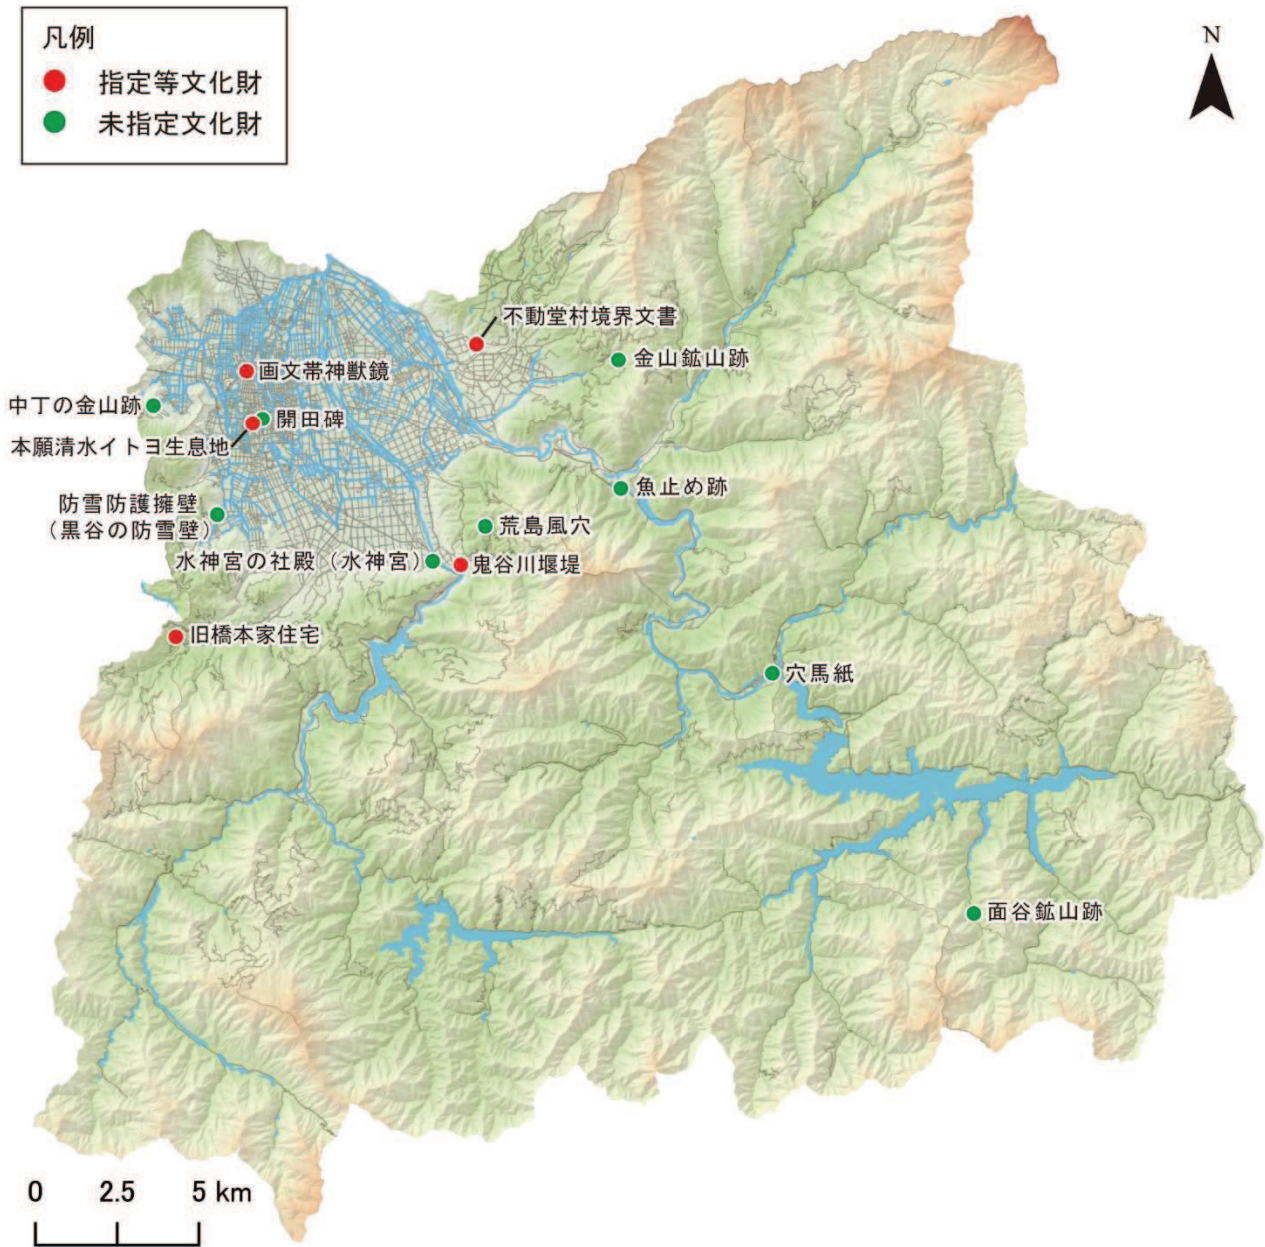 凡例
指定等文化財
未指定文化財
N
不動堂村境界文書
金山鉱山跡
画文帯神獣鏡
中丁の金山跡
開田碑
本願清水イトヨ生息地
魚止め跡
防雪防護擁壁
（黒谷の防雪壁）
荒島風穴
水神宮の社殿（水神宮）
鬼谷川堰堤
旧橋本家住宅
穴馬紙
面谷鉱山跡
0 2.5 5 km